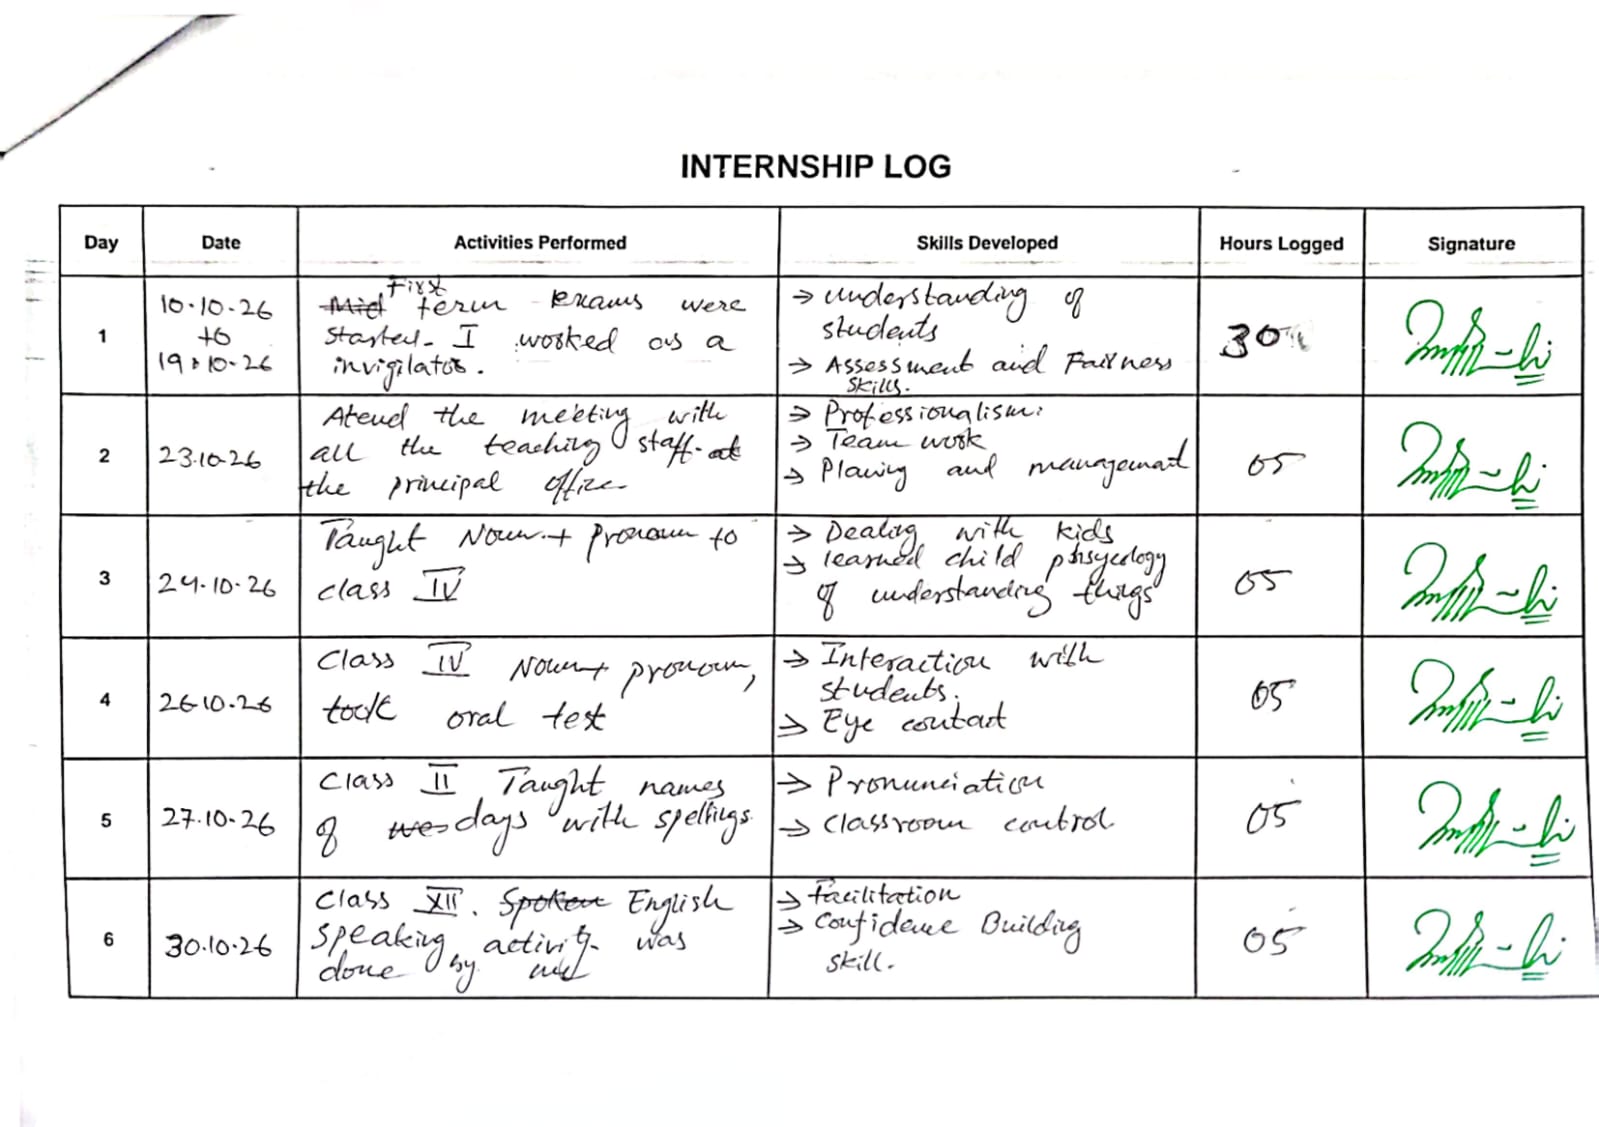 INTERNSHIP LOG
Day Date Activities Performed Skills Developed Hours Logged Signature
1
10.10.26
to
19.10.26
Mid First term exams were
started. I worked as a
invigilator.
→ understanding of
students
→ Assessment and Fairness
skills.
30
2
23.10.26
Atend the meeting with
all the teaching staff at
the principal office
→ Professionalism.
→ Team work
→ Planing and management
05
3
24.10.26
Taught Noun + Pronoun to
class IV
→ Dealing with kids
→ learned child phsycology
of understanding things
05
4
26.10.26
Class IV Noun + pronoun,
took oral test
→ Interaction with
students.
→ Eye contact
05
5
27.10.26
Class II Taught names
of wes days with spellings.
→ Pronunciation
→ Classroom control
05
6
30.10.26
Class XII. Spoken English
speaking activity was
done by me
→ Facilitation
→ Confidence Building
skill.
05